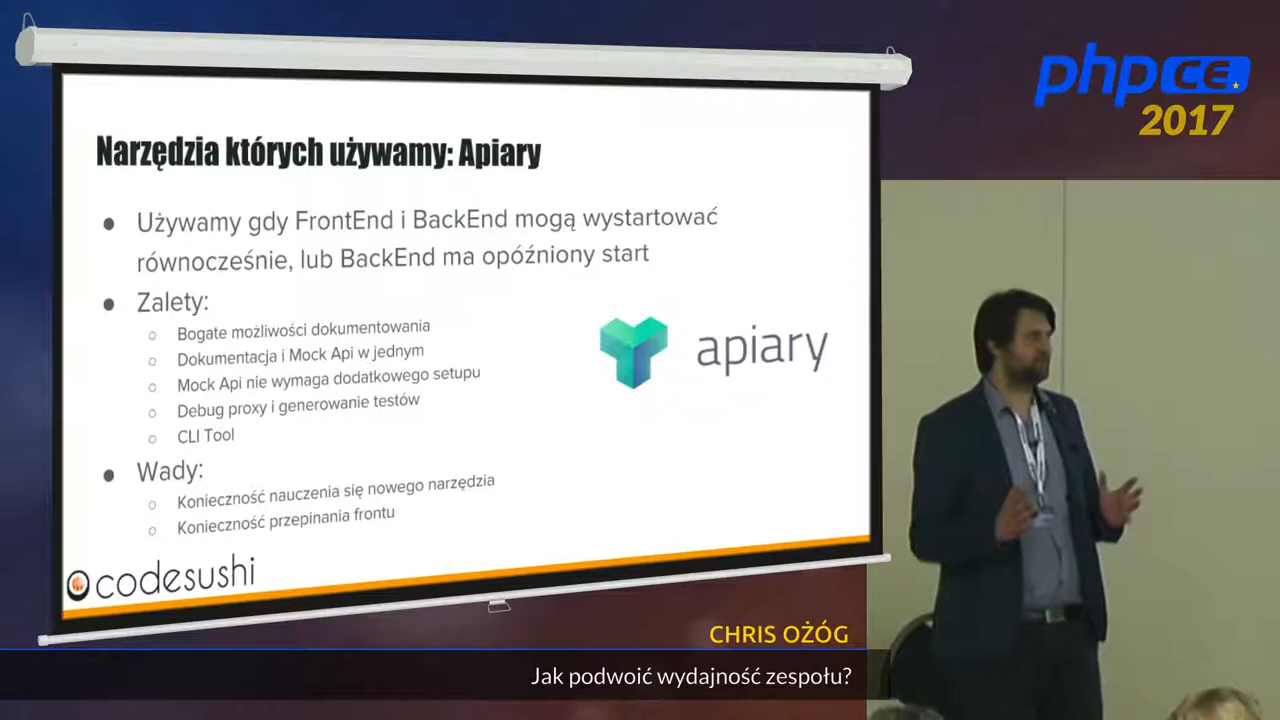 phpCE
2017
Narzędzia których używamy: Apiary
● Używamy gdy FrontEnd i BackEnd mogą wystartować
równocześnie, lub BackEnd ma opóźniony start
● Zalety:
○ Bogate możliwości dokumentowania
○ Dokumentacja i Mock Api w jednym
○ Mock Api nie wymaga dodatkowego setupu
○ Debug proxy i generowanie testów
○ CLI Tool
apiary
● Wady:
○ Konieczność nauczenia się nowego narzędzia
○ Konieczność przepinania frontu
codesushi
CHRIS OŻÓG
Jak podwoić wydajność zespołu?